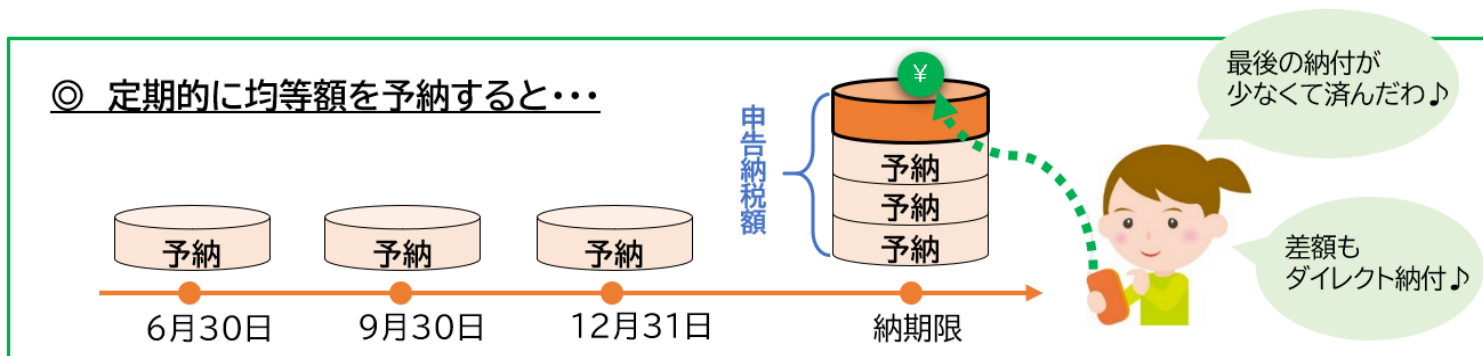 ◎ 定期的に均等額を予納すると・・・
予納
6月30日
予納
9月30日
予納
12月31日
申告納税額
¥
予納
予納
予納
納期限
最後の納付が
少なくて済んだわ♪
差額も
ダイレクト納付♪